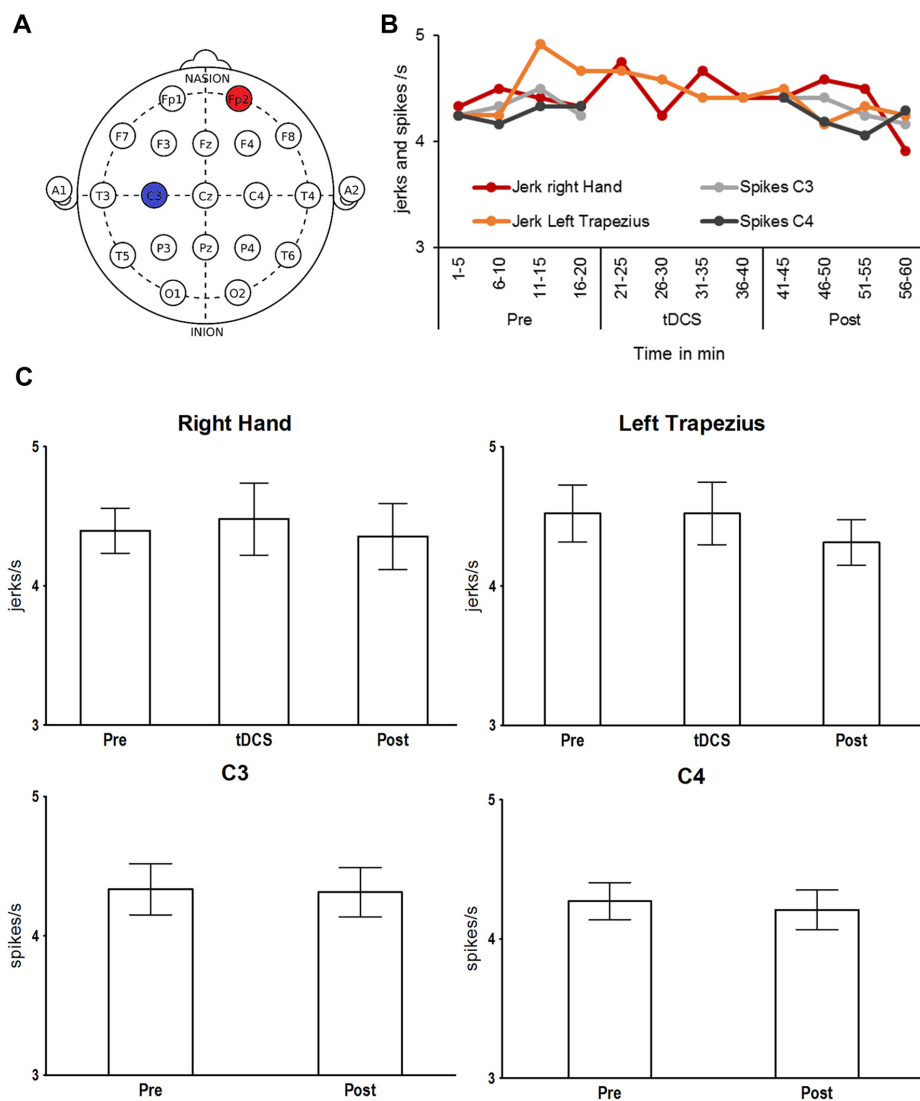 A
NASION
Fp1 Fp2
F7 F3 Fz F4 F8
A1 T3 C3 Cz C4 T4 A2
T5 P3 Pz P4 T6
O1 O2
INION
B
jerks and spikes /s
5
4
3
Jerk right Hand Spikes C3
Jerk Left Trapezius Spikes C4
1-5 6-10 11-15 16-20 21-25 26-30 31-35 36-40 41-45 46-50 51-55 56-60
Pre tDCS Post
Time in min
C
Right Hand
jerks/s
5
4
3
Pre tDCS Post
Left Trapezius
jerks/s
5
4
3
Pre tDCS Post
C3
spikes/s
5
4
3
Pre Post
C4
spikes/s
5
4
3
Pre Post